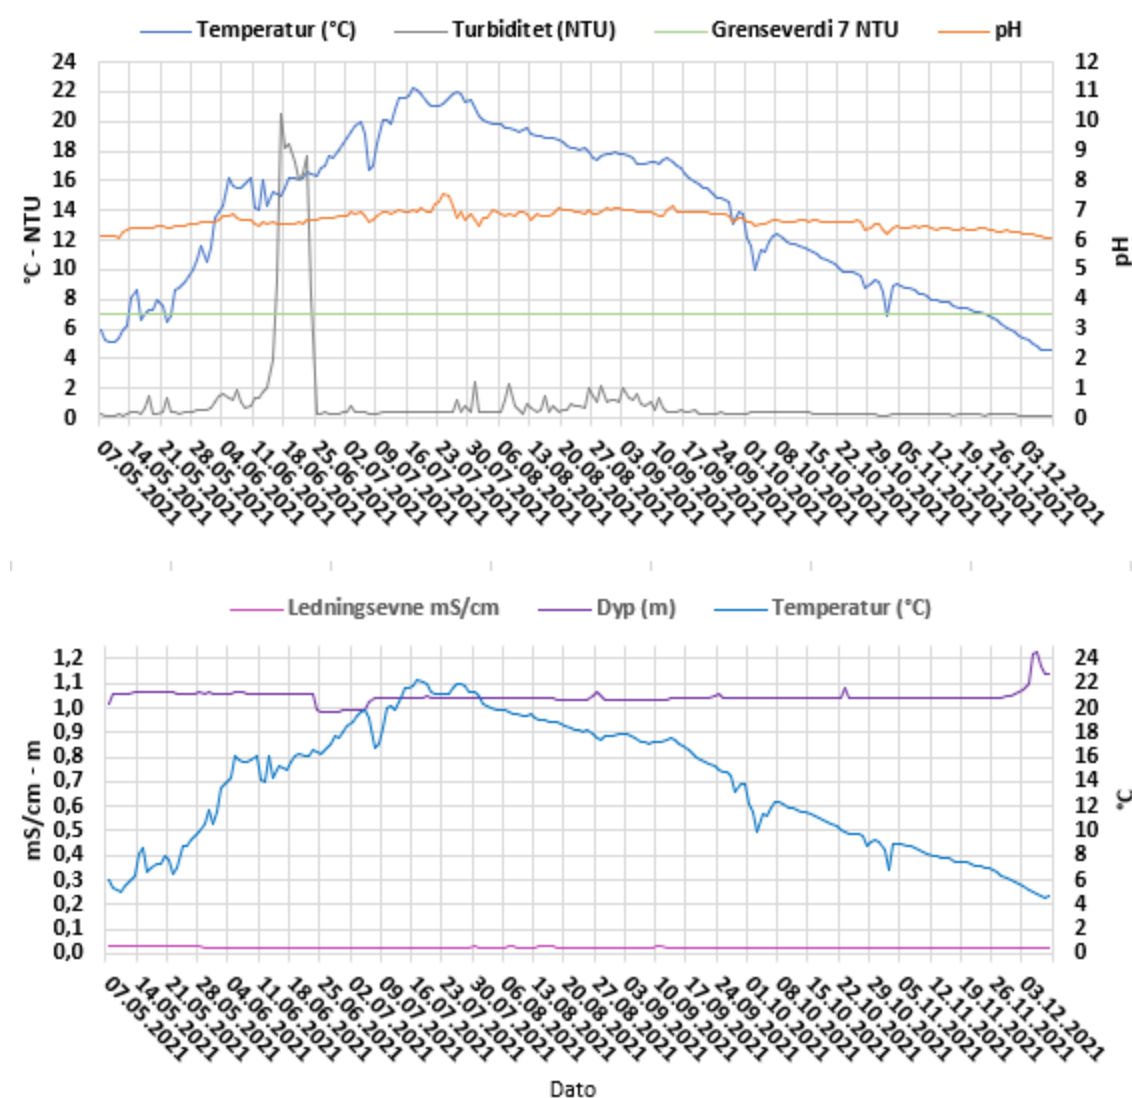 Temperatur (°C) Turbiditet (NTU) Grenseverdi 7 NTU pH
24 12
22 11
20 10
18 9
16 8
14 7
12 6
10 5
8 4
6 3
4 2
2 1
0 0
°C - NTU
pH
07.05.2021 14.05.2021 21.05.2021 28.05.2021 04.06.2021 11.06.2021 18.06.2021 25.06.2021 02.07.2021 09.07.2021 16.07.2021 23.07.2021 30.07.2021 06.08.2021 13.08.2021 20.08.2021 27.08.2021 03.09.2021 10.09.2021 17.09.2021 24.09.2021 01.10.2021 08.10.2021 15.10.2021 22.10.2021 29.10.2021 05.11.2021 12.11.2021 19.11.2021 26.11.2021 03.12.2021
Ledningsevne mS/cm Dyp (m) Temperatur (°C)
1,2 24
1,1 22
1,0 20
0,9 18
0,8 16
0,7 14
0,6 12
0,5 10
0,4 8
0,3 6
0,2 4
0,1 2
0,0 0
mS/cm - m
°C
07.05.2021 14.05.2021 21.05.2021 28.05.2021 04.06.2021 11.06.2021 18.06.2021 25.06.2021 02.07.2021 09.07.2021 16.07.2021 23.07.2021 30.07.2021 06.08.2021 13.08.2021 20.08.2021 27.08.2021 03.09.2021 10.09.2021 17.09.2021 24.09.2021 01.10.2021 08.10.2021 15.10.2021 22.10.2021 29.10.2021 05.11.2021 12.11.2021 19.11.2021 26.11.2021 03.12.2021
Dato